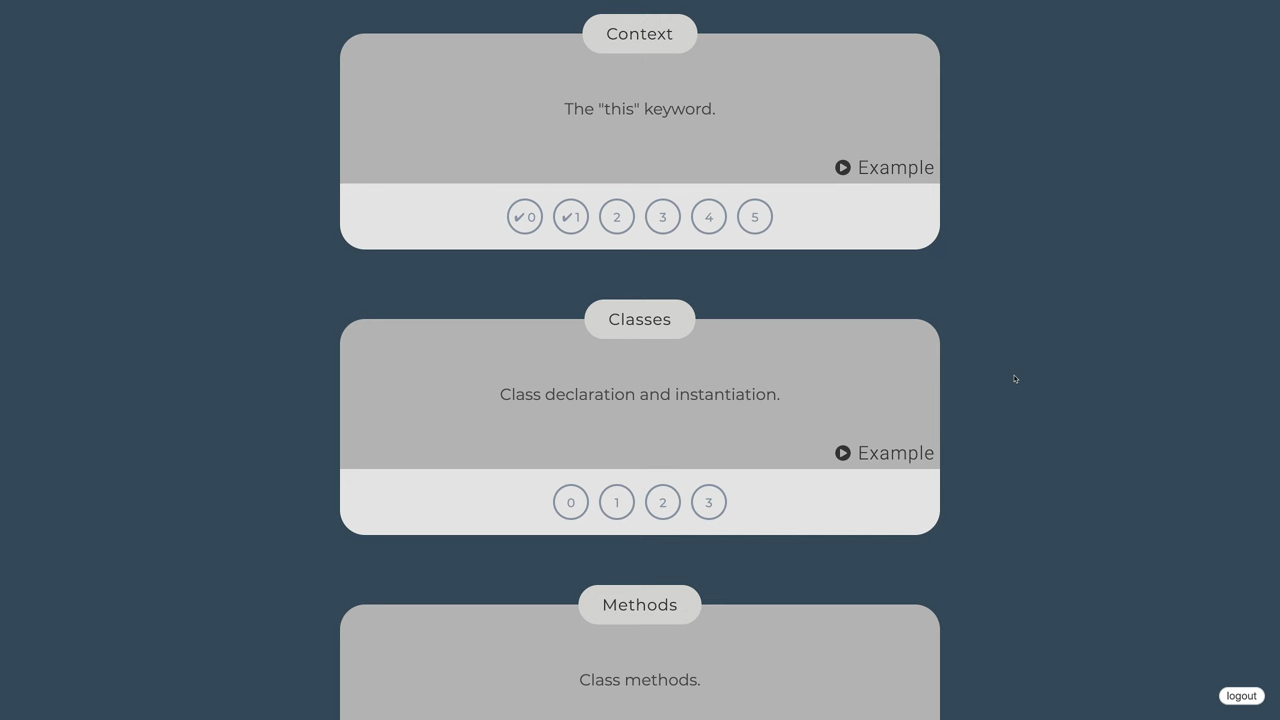 Context
The "this" keyword.
Example
✔0 ✔1 2 3 4 5
Classes
Class declaration and instantiation.
Example
0 1 2 3
Methods
Class methods.
logout